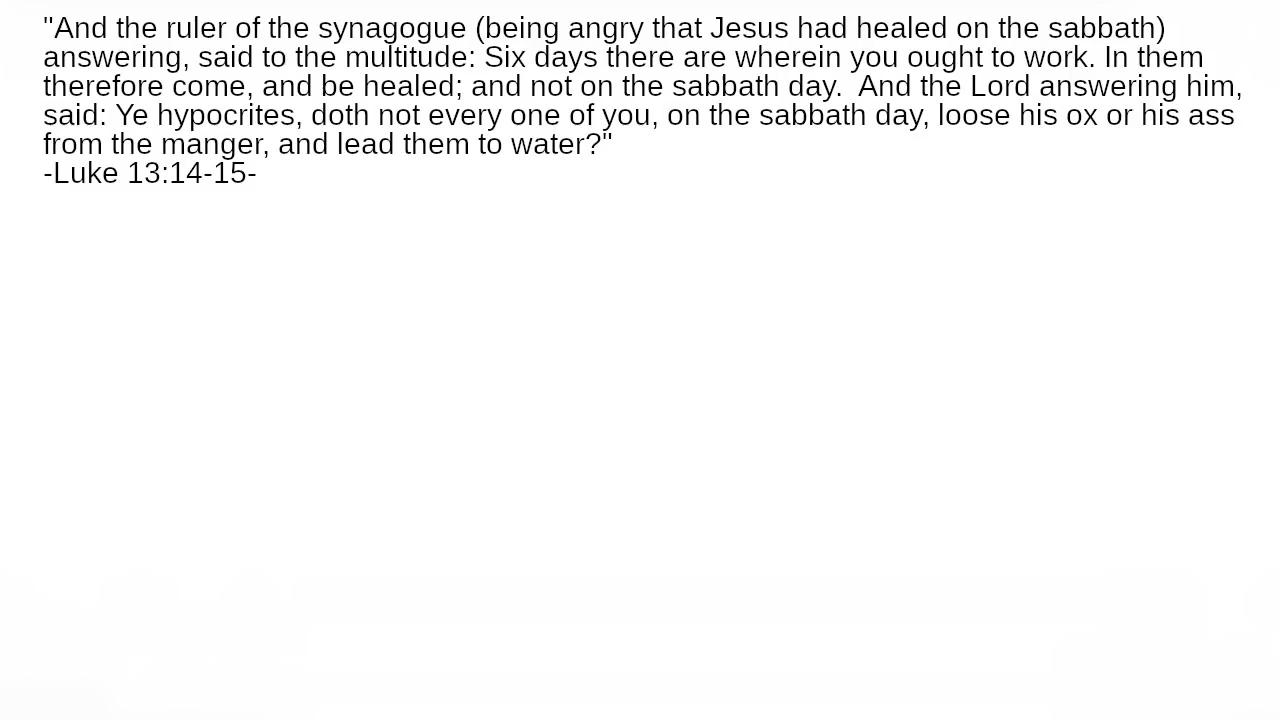 "And the ruler of the synagogue (being angry that Jesus had healed on the sabbath)
answering, said to the multitude: Six days there are wherein you ought to work. In them
therefore come, and be healed; and not on the sabbath day.  And the Lord answering him,
said: Ye hypocrites, doth not every one of you, on the sabbath day, loose his ox or his ass
from the manger, and lead them to water?"
-Luke 13:14-15-